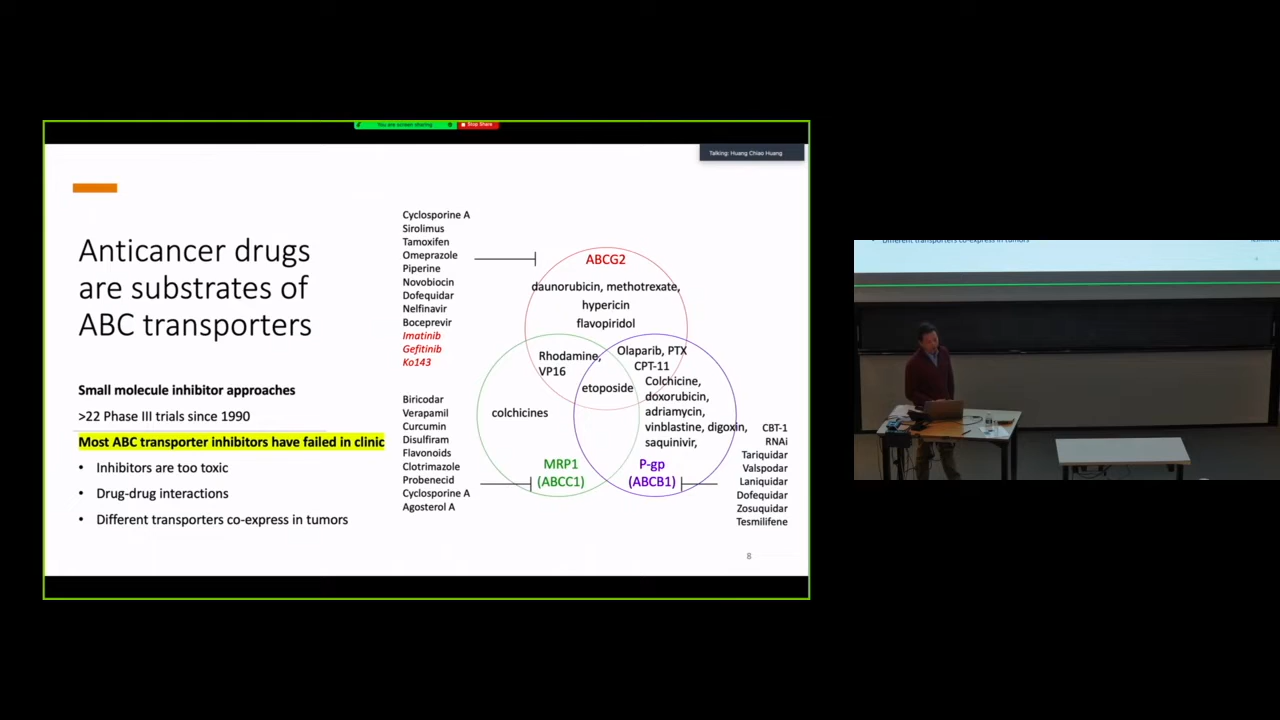 You are screen sharing
Stop Share
Talking: Huang Chiao Huang
Anticancer drugs
are substrates of
ABC transporters
Small molecule inhibitor approaches
>22 Phase III trials since 1990
Most ABC transporter inhibitors have failed in clinic
• Inhibitors are too toxic
• Drug-drug interactions
• Different transporters co-express in tumors
Cyclosporine A
Sirolimus
Tamoxifen
Omeprazole
Piperine
Novobiocin
Dofequidar
Nelfinavir
Boceprevir
Imatinib
Gefitinib
Ko143
Biricodar
Verapamil
Curcumin
Disulfiram
Flavonoids
Clotrimazole
Probenecid
Cyclosporine A
Agosterol A
ABCG2
daunorubicin, methotrexate,
hypericin
flavopiridol
Rhodamine,
VP16
Olaparib, PTX
CPT-11
etoposide
Colchicine,
doxorubicin,
adriamycin,
vinblastine, digoxin,
saquinivir,
colchicines
MRP1
(ABCC1)
P-gp
(ABCB1)
CBT-1
RNAi
Tariquidar
Valspodar
Laniquidar
Dofequidar
Zosuquidar
Tesmilifene
8
Different transporters co-express in tumors